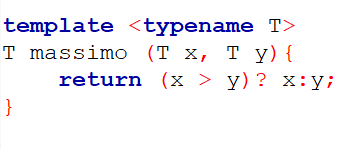 template <typename T>
T massimo (T x, T y){
    return (x > y)? x:y;
}